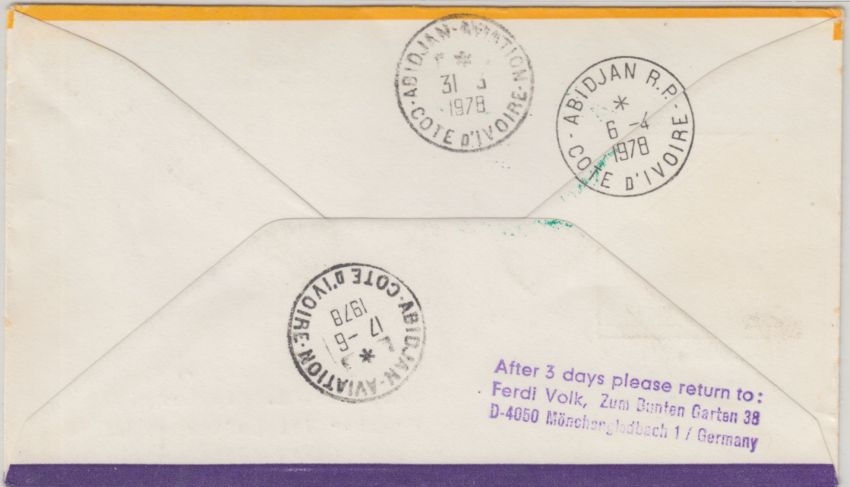 ABIDJAN-AVIATION
*
31 3
1978
COTE D'IVOIRE
ABIDJAN R.P.
*
6 -4
1978
COTE D'IVOIRE
ABIDJAN-AVIATION
*
17 -6
1978
COTE D'IVOIRE
After 3 days please return to:
Ferdi Volk, Zum Bunten Garten 38
D-4050 Mönchengladbach 1 / Germany